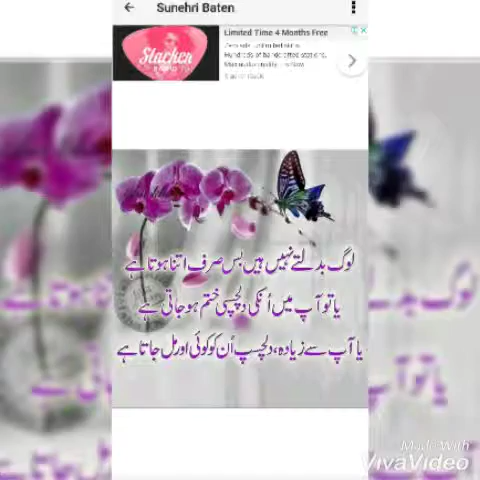 Sunehri Baten
Limited Time 4 Months Free
Slacker
لوگ بدلتے نہیں ہیں بس صرف اتنا ہوتا ہے
یا تو آپ میں اُنکی دلچسپی ختم ہو جاتی ہے
یا آپ سے زیادہ، دلچسپ اُن کو کوئی اور مل جاتا ہے
Made With
VivaVideo